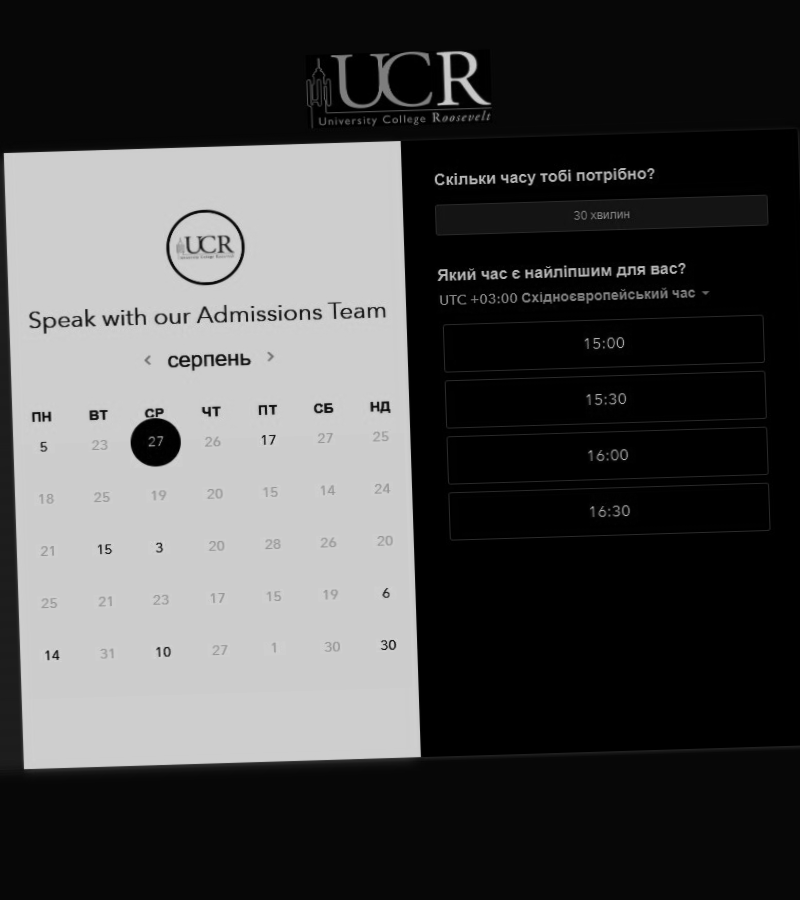 UCR
University College Roosevelt
UCR
University College Roosevelt
Speak with our Admissions Team
серпень
ПН ВТ СР ЧТ ПТ СБ НД
5 23 27 26 17 27 25
18 25 19 20 15 14 24
21 15 3 20 28 26 20
25 21 23 17 15 19 6
14 31 10 27 1 30 30
Скільки часу тобі потрібно?
30 хвилин
Який час є найліпшим для вас?
UTC +03:00 Східноєвропейський час
15:00
15:30
16:00
16:30